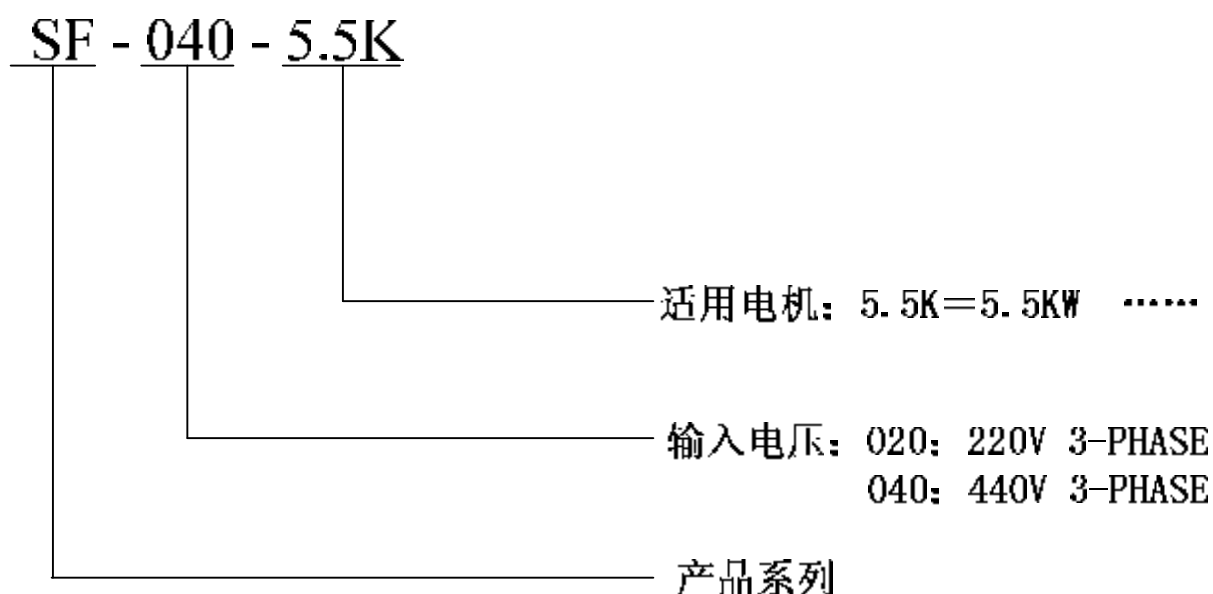 SF - 040 - 5.5K
适用电机: 5.5K=5.5KW ······
输入电压: 020: 220V 3-PHASE
040: 440V 3-PHASE
产品系列